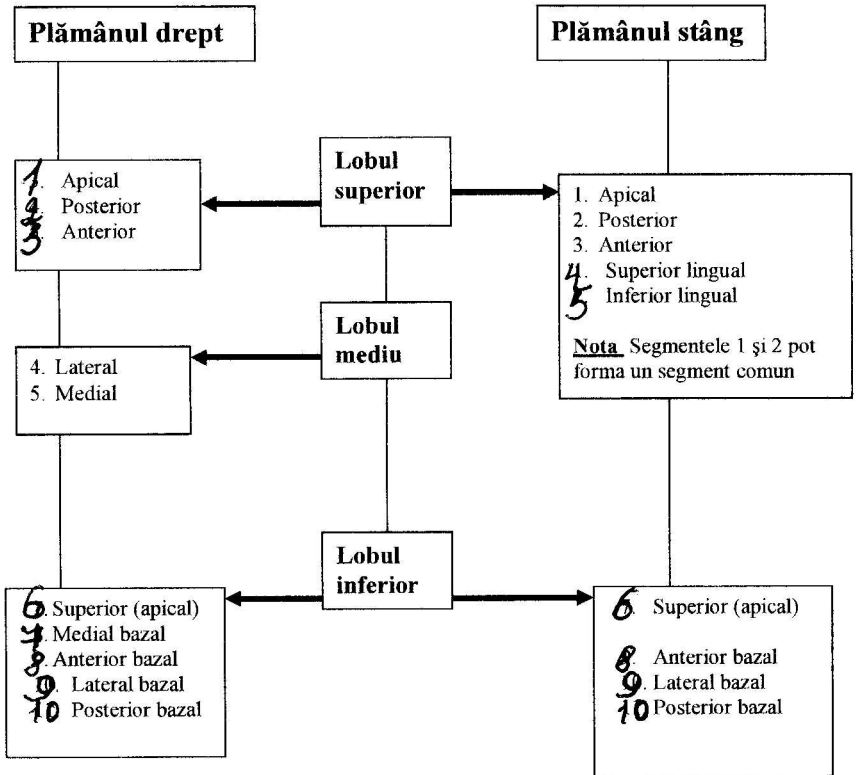 Plămânul drept
Plămânul stâng
Lobul
superior
1. Apical
2. Posterior
3. Anterior
1. Apical
2. Posterior
3. Anterior
4. Superior lingual
5. Inferior lingual
Nota Segmentele 1 și 2 pot
forma un segment comun
Lobul
mediu
4. Lateral
5. Medial
Lobul
inferior
6. Superior (apical)
7. Medial bazal
8. Anterior bazal
9. Lateral bazal
10 Posterior bazal
6. Superior (apical)
8. Anterior bazal
9. Lateral bazal
10 Posterior bazal